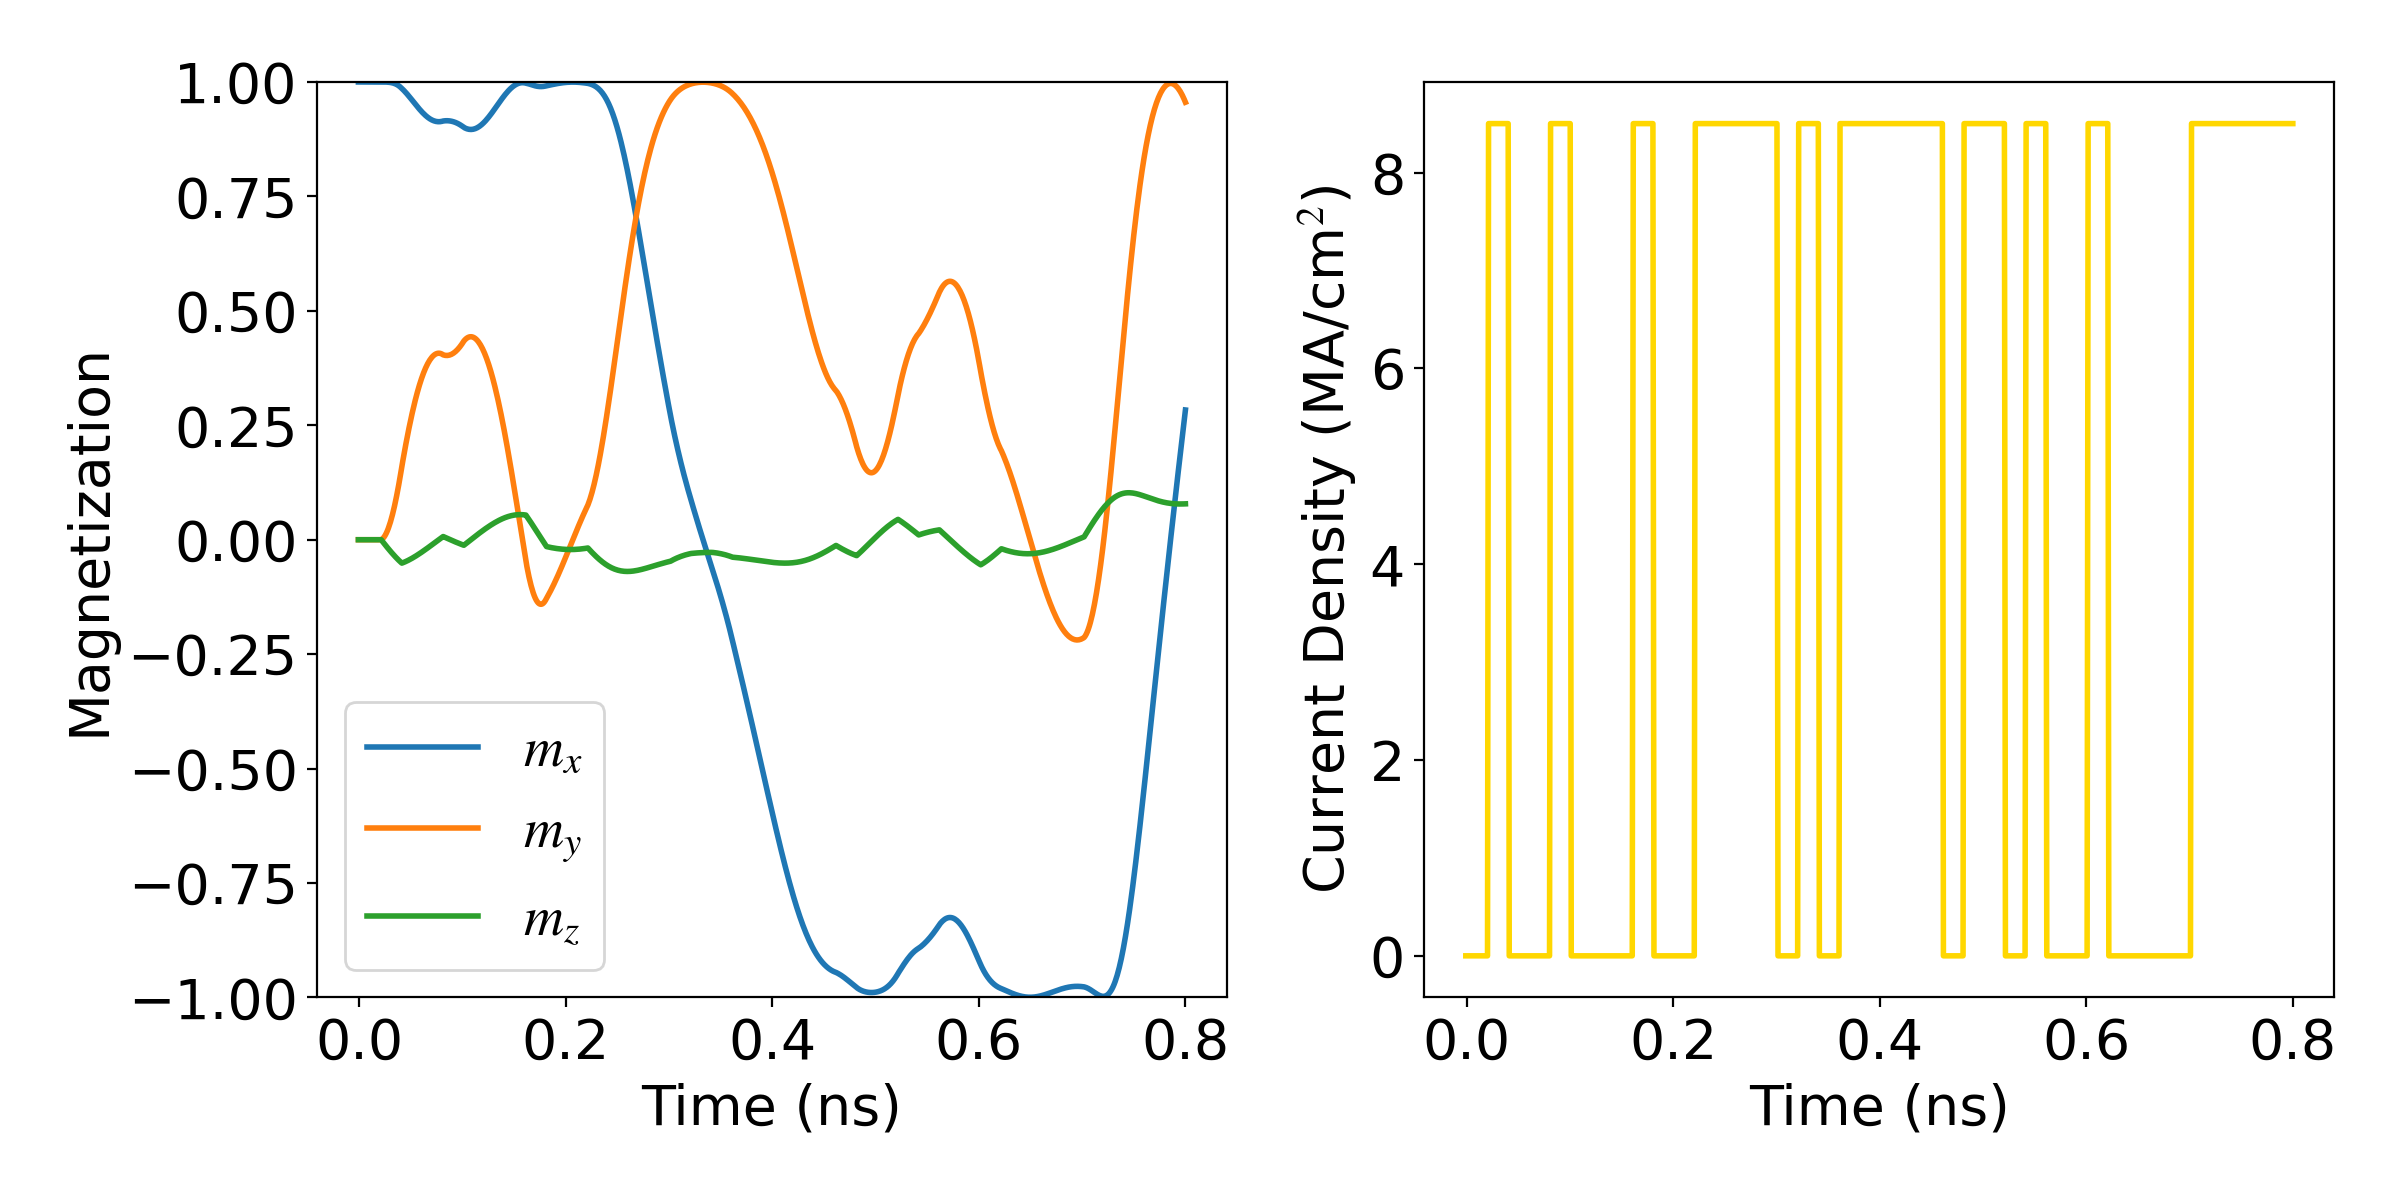 Magnetization
1.00
0.75
0.50
0.25
0.00
−0.25
−0.50
−0.75
−1.00
0.0 0.2 0.4 0.6 0.8
Time (ns)
m_x
m_y
m_z
Current Density (MA/cm²)
8
6
4
2
0
0.0 0.2 0.4 0.6 0.8
Time (ns)